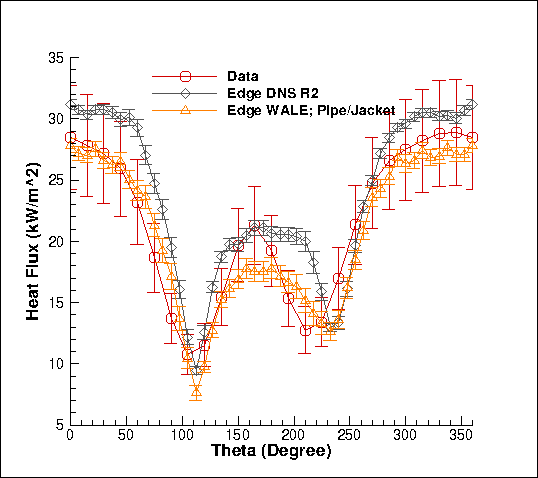 Data
Edge DNS R2
Edge WALE; Pipe/Jacket
Heat Flux (kW/m^2)
35
30
25
20
15
10
5
0 50 100 150 200 250 300 350
Theta (Degree)